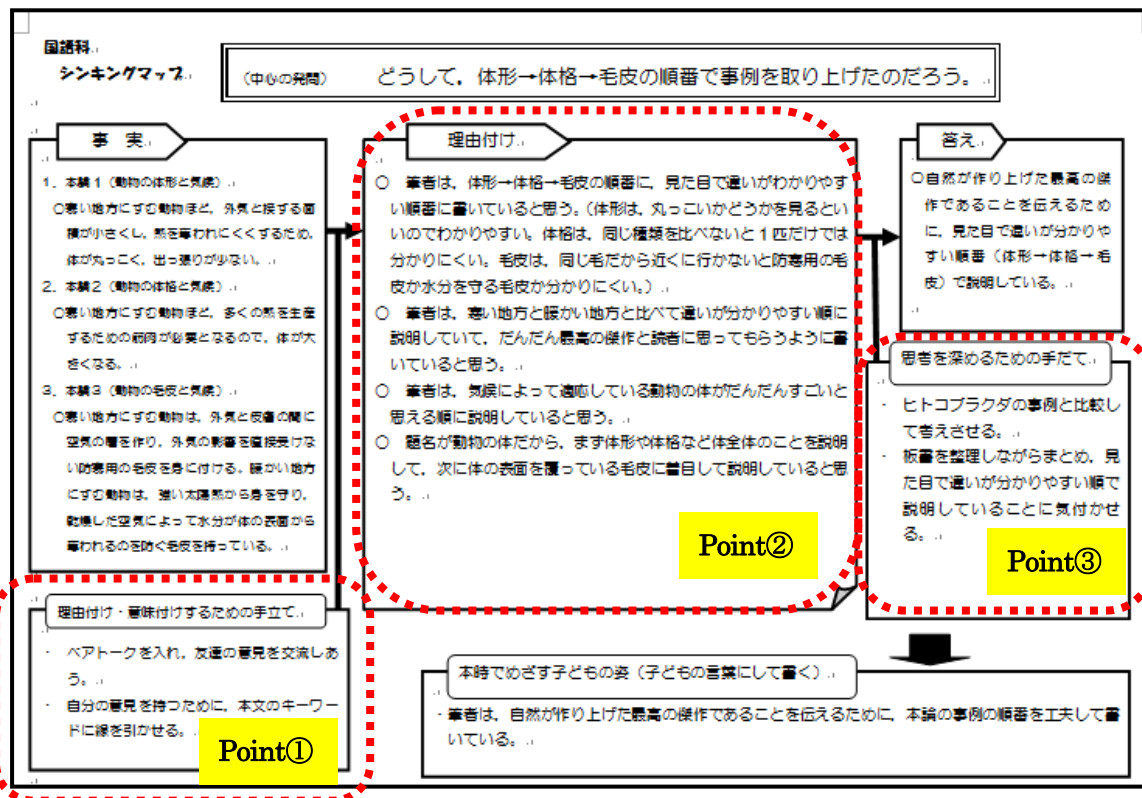 国語科
シンキングマップ
（中心の発問） どうして，体形→体格→毛皮の順番で事例を取り上げたのだろう。
事 実
1．本論1（動物の体形と気候）
○寒い地方にすむ動物ほど，外気と接する面
積が小さくし，熱を奪われにくくするため，
体が丸っこく，出っ張りが少ない。
2．本論2（動物の体格と気候）
○寒い地方にすむ動物ほど，多くの熱を生産
するための筋肉が必要となるので，体が大
きくなる。
3．本論3（動物の毛皮と気候）
○寒い地方にすむ動物は，外気と皮膚の間に
空気の層を作り，外気の影響を直接受けな
い防寒用の毛皮を身に付ける。暖かい地方
にすむ動物は，強い太陽熱から身を守り，
乾燥した空気によって水分が体の表面から
奪われるのを防ぐ毛皮を持っている。
理由付け・意味付けするための手立て
・ ペアトークを入れ，友達の意見を交流しあ
う。
・ 自分の意見を持つために，本文のキーワー
ドに線を引かせる。
Point①
理由付け
○ 筆者は，体形→体格→毛皮の順番に，見た目で違いがわかりやす
い順番に書いていると思う。（体形は，丸っこいかどうかを見るとい
いのでわかりやすい。体格は，同じ種類を比べないと1匹だけでは
分かりにくい。毛皮は，同じ毛だから近くに行かないと防寒用の毛
皮か水分を守る毛皮か分かりにくい。）
○ 筆者は，寒い地方と暖かい地方と比べて違いが分かりやすい順に
説明していて，だんだん最高の傑作と読者に思ってもらうように書
いていると思う。
○ 筆者は，気候によって適応している動物の体がだんだんすごいと
思える順に説明していると思う。
○ 題名が動物の体だから，まず体形や体格など体全体のことを説明
して，次に体の表面を覆っている毛皮に着目して説明していると思
う。
Point②
答え
○自然が作り上げた最高の傑
作であることを伝えるため
に，見た目で違いが分かりや
すい順番（体形→体格→毛
皮）で説明している。
思考を深めるための手だて
・ ヒトコブラクダの事例と比較し
て考えさせる。
・ 板書を整理しながらまとめ，見
た目で違いが分かりやすい順で
説明していることに気付かせ
る。
Point③
本時でめざす子どもの姿（子どもの言葉にして書く）
・筆者は，自然が作り上げた最高の傑作であることを伝えるために，本論の事例の順番を工夫して書
いている。